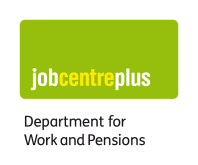 jobcentreplus
Department for
Work and Pensions